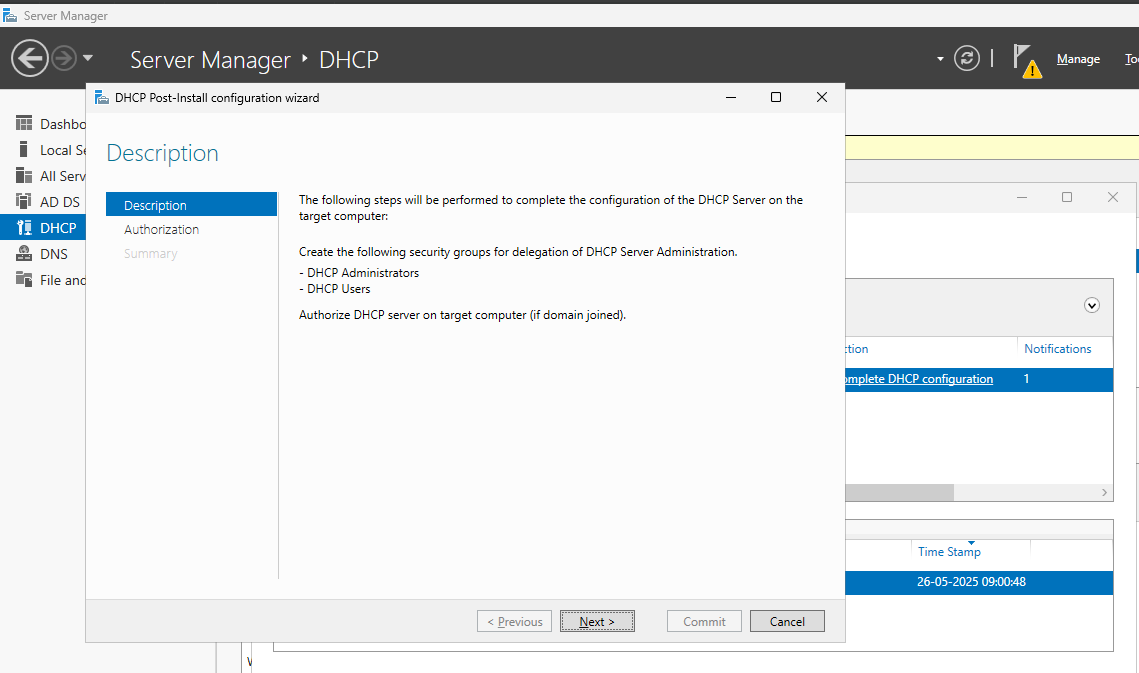 Server Manager
Server Manager ‣ DHCP
Manage
DHCP Post-Install configuration wizard
Dashbo
Local Se
All Serv
AD DS
DHCP
DNS
File and
Description
Description
Authorization
Summary
The following steps will be performed to complete the configuration of the DHCP Server on the
target computer:
Create the following security groups for delegation of DHCP Server Administration.
- DHCP Administrators
- DHCP Users
Authorize DHCP server on target computer (if domain joined).
ction Notifications
omplete DHCP configuration 1
Time Stamp
26-05-2025 09:00:48
< Previous Next > Commit Cancel